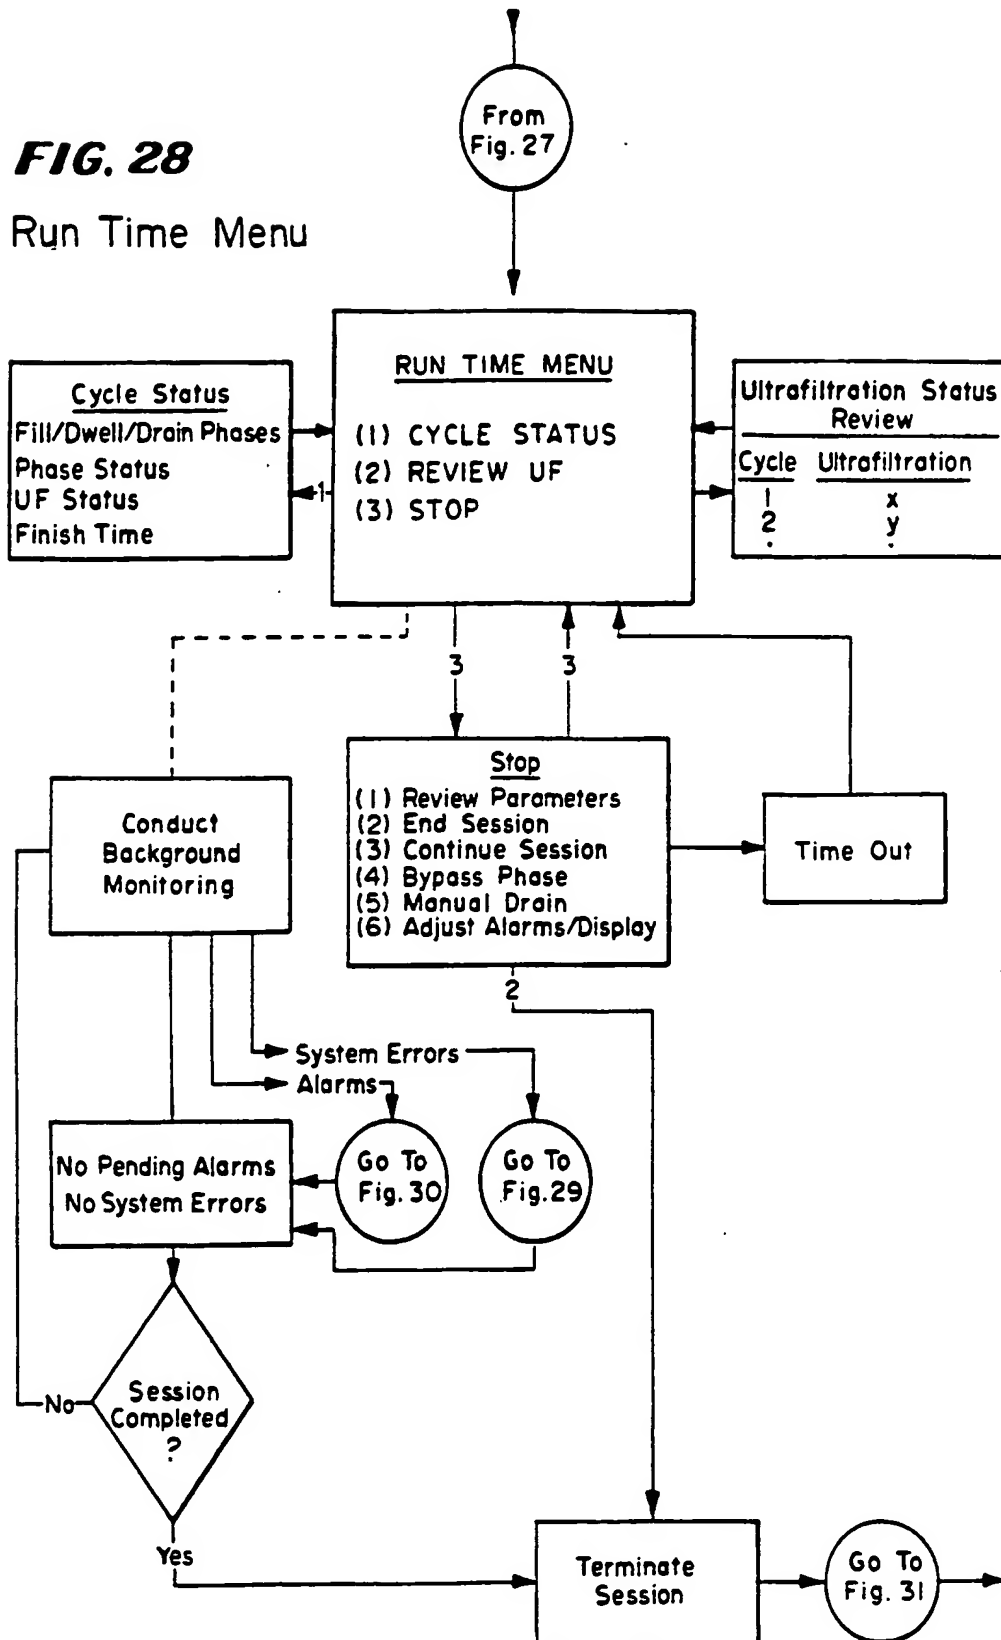 From
Fig. 27
FIG. 28
Run Time Menu
RUN TIME MENU
(1) CYCLE STATUS
(2) REVIEW UF
(3) STOP
Cycle Status
Fill/Dwell/Drain Phases
Phase Status
UF Status
Finish Time
1
Ultrafiltration Status
Review
Cycle Ultrafiltration
1 x
2 y
. .
3
3
Stop
(1) Review Parameters
(2) End Session
(3) Continue Session
(4) Bypass Phase
(5) Manual Drain
(6) Adjust Alarms/Display
Time Out
Conduct
Background
Monitoring
2
System Errors
Alarms
No Pending Alarms
No System Errors
Go To
Fig. 30
Go To
Fig. 29
Session
Completed
?
No
Yes
Terminate
Session
Go To
Fig. 31